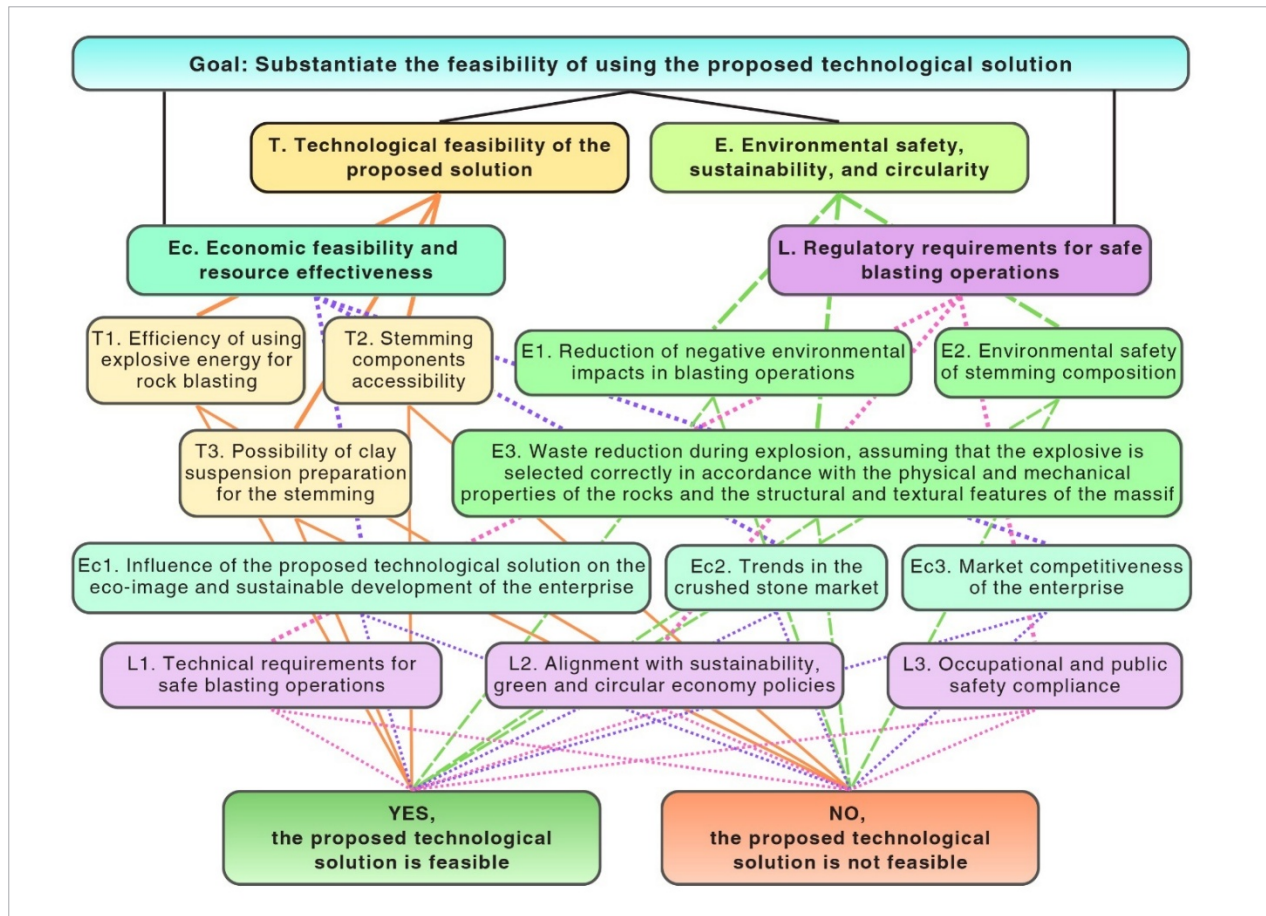 Goal: Substantiate the feasibility of using the proposed technological solution
T. Technological feasibility of the
proposed solution
E. Environmental safety,
sustainability, and circularity
Ec. Economic feasibility and
resource effectiveness
L. Regulatory requirements for safe
blasting operations
T1. Efficiency of using
explosive energy for
rock blasting
T2. Stemming
components
accessibility
E1. Reduction of negative environmental
impacts in blasting operations
E2. Environmental safety
of stemming composition
T3. Possibility of clay
suspension preparation
for the stemming
E3. Waste reduction during explosion, assuming that the explosive is
selected correctly in accordance with the physical and mechanical
properties of the rocks and the structural and textural features of the massif
Ec1. Influence of the proposed technological solution on the
eco-image and sustainable development of the enterprise
Ec2. Trends in the
crushed stone market
Ec3. Market competitiveness
of the enterprise
L1. Technical requirements for
safe blasting operations
L2. Alignment with sustainability,
green and circular economy policies
L3. Occupational and public
safety compliance
YES,
the proposed technological
solution is feasible
NO,
the proposed technological
solution is not feasible